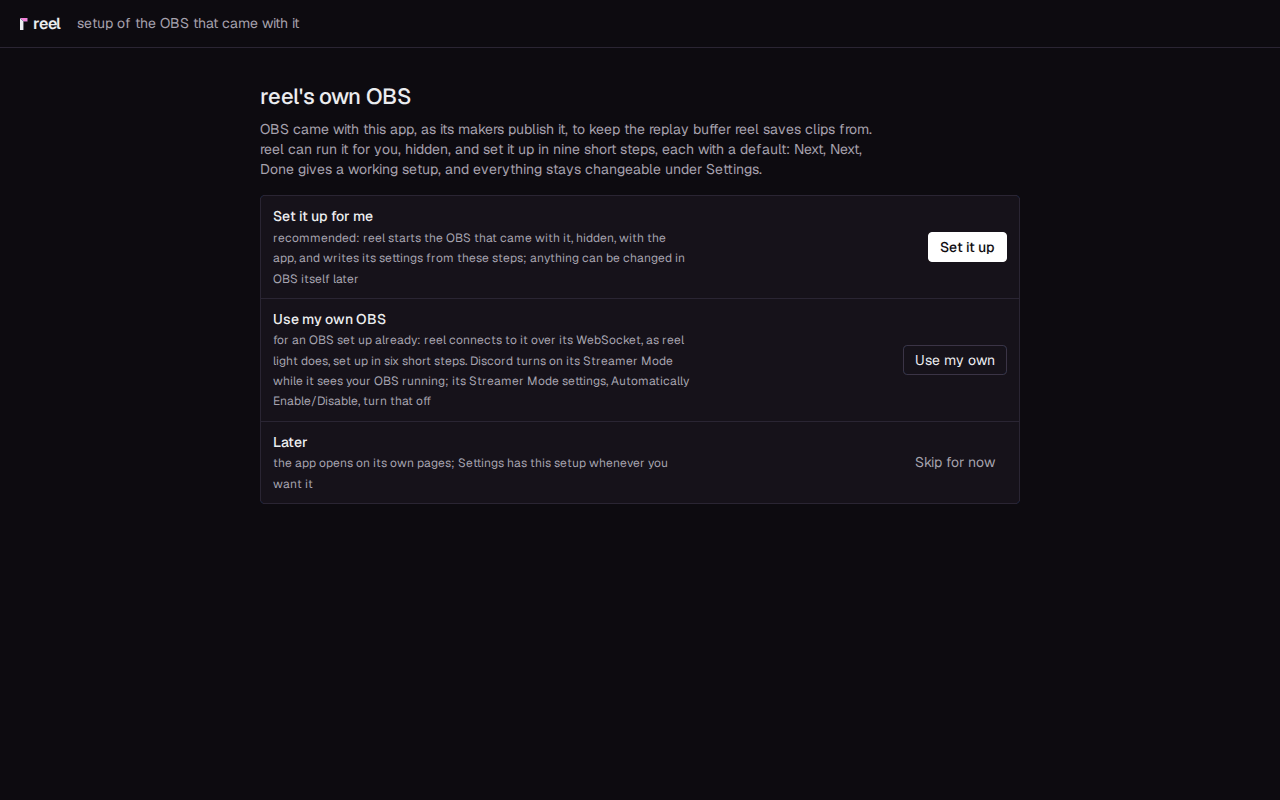 reel setup of the OBS that came with it
reel's own OBS
OBS came with this app, as its makers publish it, to keep the replay buffer reel saves clips from.
reel can run it for you, hidden, and set it up in nine short steps, each with a default: Next, Next,
Done gives a working setup, and everything stays changeable under Settings.
Set it up for me
recommended: reel starts the OBS that came with it, hidden, with the
app, and writes its settings from these steps; anything can be changed in
OBS itself later
Set it up
Use my own OBS
for an OBS set up already: reel connects to it over its WebSocket, as reel
light does, set up in six short steps. Discord turns on its Streamer Mode
while it sees your OBS running; its Streamer Mode settings, Automatically
Enable/Disable, turn that off
Use my own
Later
the app opens on its own pages; Settings has this setup whenever you
want it
Skip for now